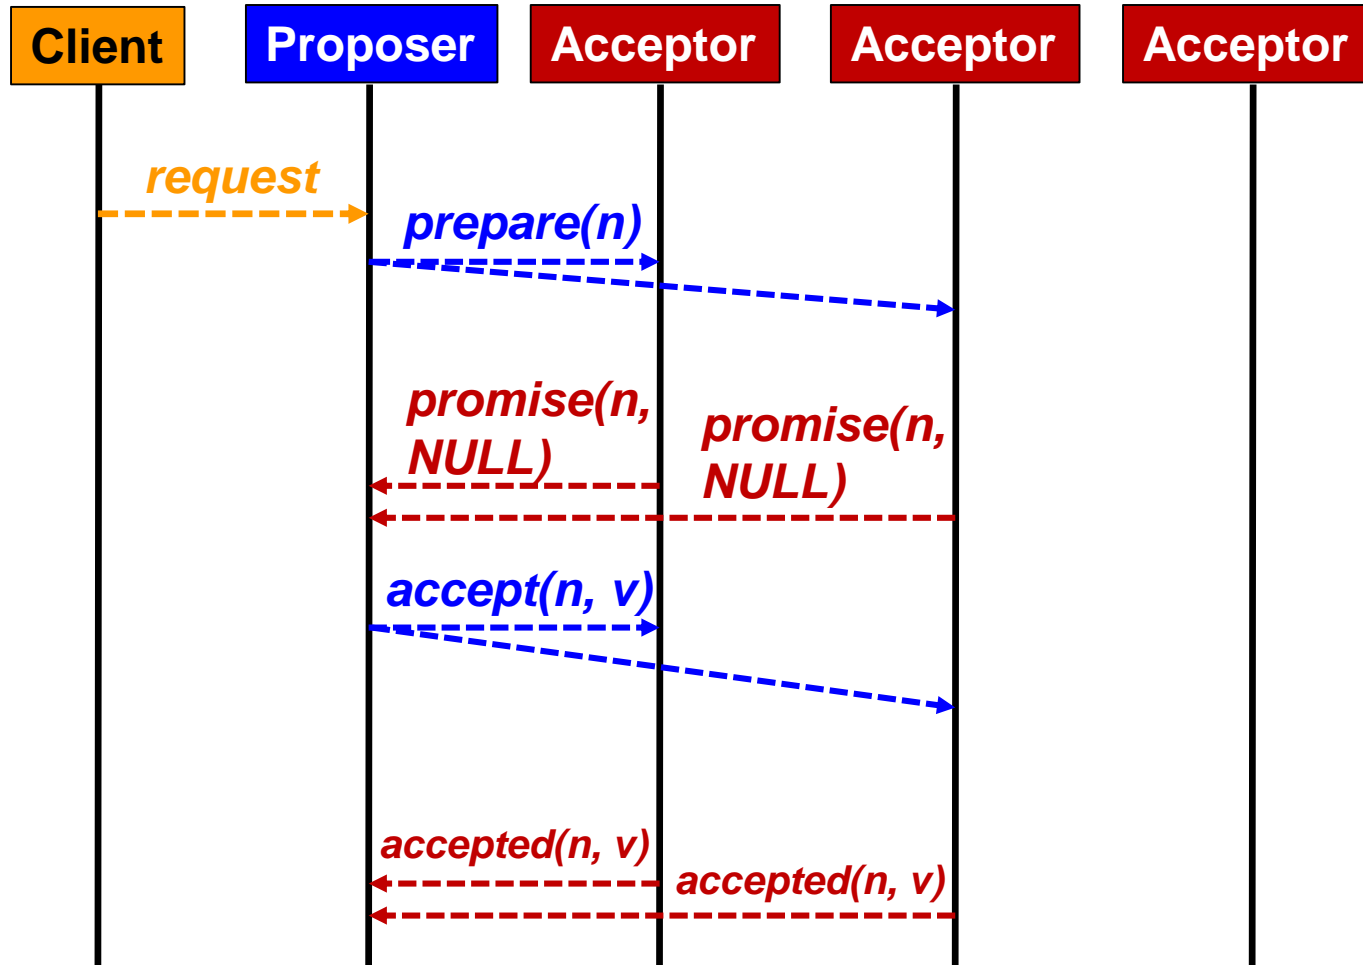 Client
Proposer
Acceptor
Acceptor
Acceptor
request
prepare(n)
promise(n,
NULL)
promise(n,
NULL)
accept(n, v)
accepted(n, v)
accepted(n, v)